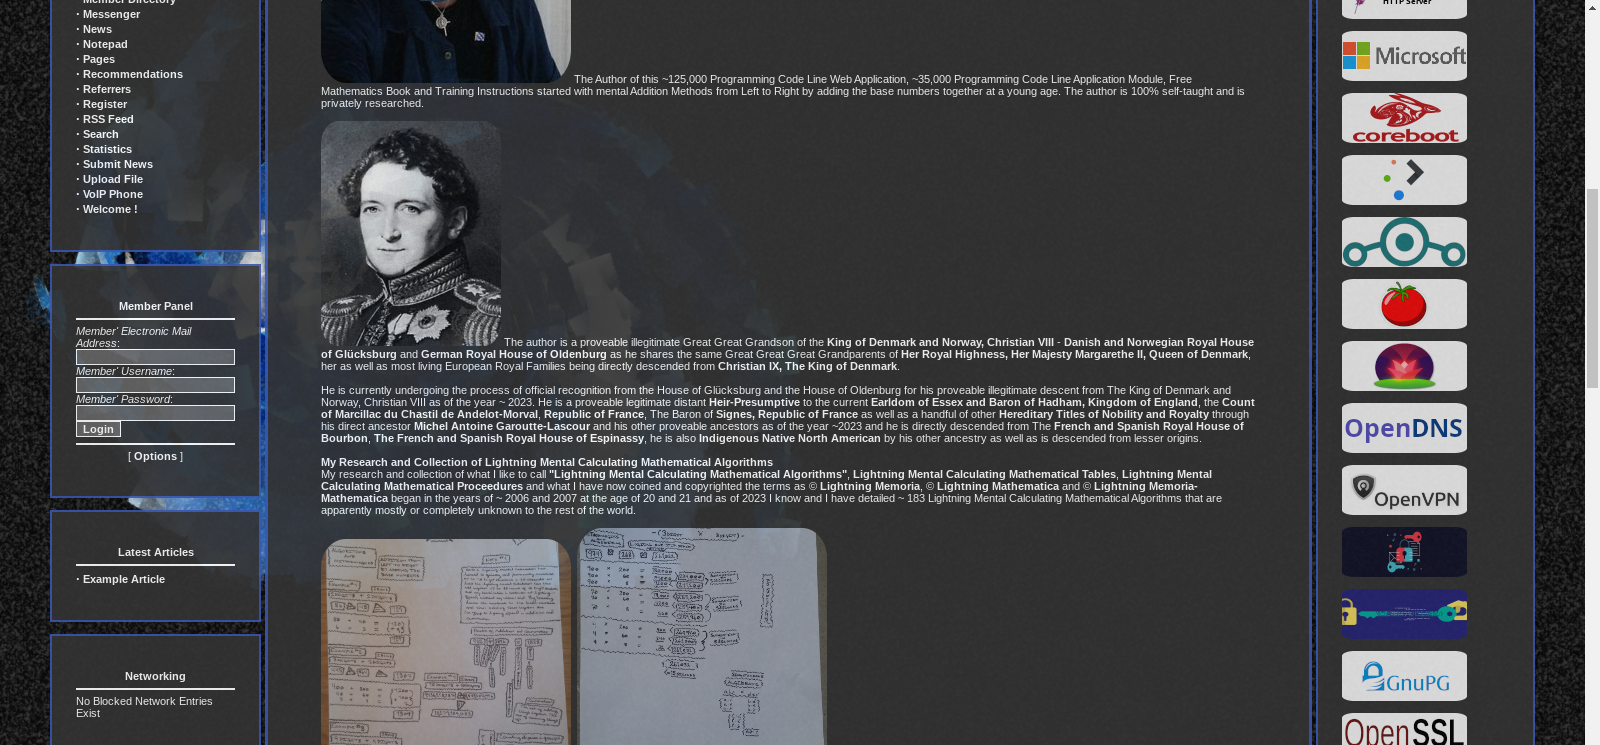 · Member Directory
· Messenger
· News
· Notepad
· Pages
· Recommendations
· Referrers
· Register
· RSS Feed
· Search
· Statistics
· Submit News
· Upload File
· VoIP Phone
· Welcome !
Member Panel
Member' Electronic Mail
Address:
Member' Username:
Member' Password:
Login
[ Options ]
Latest Articles
· Example Article
Networking
No Blocked Network Entries
Exist
The Author of this ~125,000 Programming Code Line Web Application, ~35,000 Programming Code Line Application Module, Free
Mathematics Book and Training Instructions started with mental Addition Methods from Left to Right by adding the base numbers together at a young age. The author is 100% self-taught and is
privately researched.
The author is a proveable illegitimate Great Great Grandson of the King of Denmark and Norway, Christian VIII - Danish and Norwegian Royal House
of Glücksburg and German Royal House of Oldenburg as he shares the same Great Great Great Grandparents of Her Royal Highness, Her Majesty Margarethe II, Queen of Denmark,
her as well as most living European Royal Families being directly descended from Christian IX, The King of Denmark.
He is currently undergoing the process of official recognition from the House of Glücksburg and the House of Oldenburg for his proveable illegitimate descent from The King of Denmark and
Norway, Christian VIII as of the year ~ 2023. He is a proveable legitimate distant Heir-Presumptive to the current Earldom of Essex and Baron of Hadham, Kingdom of England, the Count
of Marcillac du Chastil de Andelot-Morval, Republic of France, The Baron of Signes, Republic of France as well as a handful of other Hereditary Titles of Nobility and Royalty through
his direct ancestor Michel Antoine Garoutte-Lascour and his other proveable ancestors as of the year ~2023 and he is directly descended from The French and Spanish Royal House of
Bourbon, The French and Spanish Royal House of Espinassy, he is also Indigenous Native North American by his other ancestry as well as is descended from lesser origins.
My Research and Collection of Lightning Mental Calculating Mathematical Algorithms
My research and collection of what I like to call "Lightning Mental Calculating Mathematical Algorithms", Lightning Mental Calculating Mathematical Tables, Lightning Mental
Calculating Mathematical Proceedures and what I have now coined and copyrighted the terms as © Lightning Memoria, © Lightning Mathematica and © Lightning Memoria-
Mathematica began in the years of ~ 2006 and 2007 at the age of 20 and 21 and as of 2023 I know and I have detailed ~ 183 Lightning Mental Calculating Mathematical Algorithms that are
apparently mostly or completely unknown to the rest of the world.
HTTP Server
Microsoft
coreboot
OpenDNS
OpenVPN
GnuPG
OpenSSL